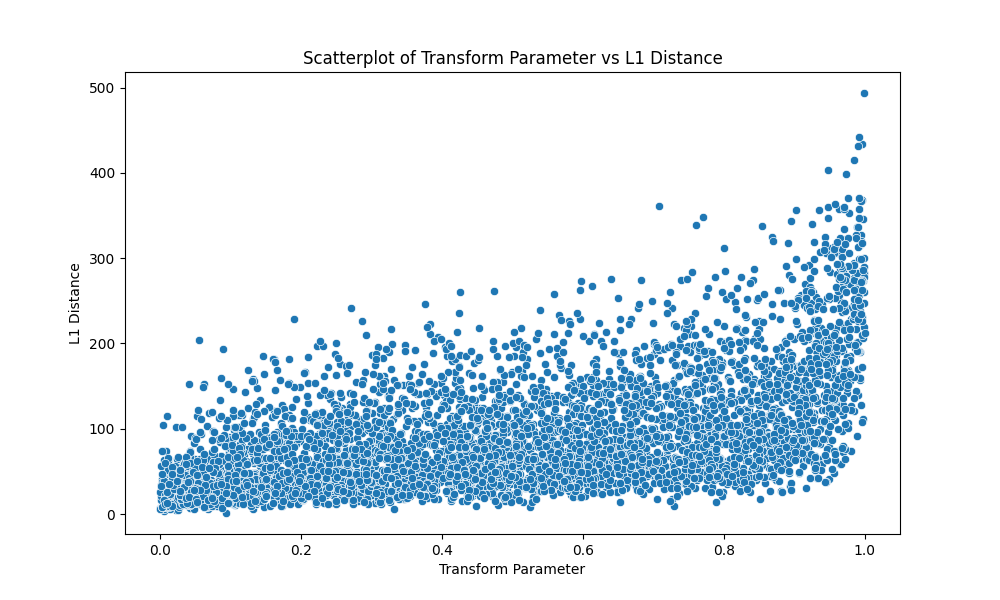 Scatterplot of Transform Parameter vs L1 Distance
500
400
300
200
100
0
L1 Distance
0.0 0.2 0.4 0.6 0.8 1.0
Transform Parameter